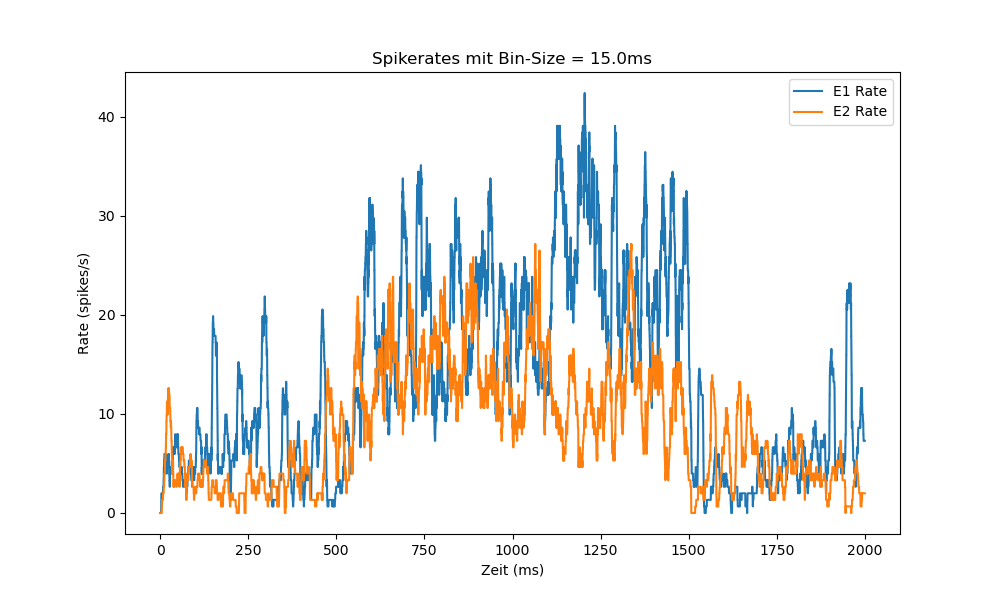 Spikerates mit Bin-Size = 15.0ms
E1 Rate
E2 Rate
40
30
20
10
0
Rate (spikes/s)
0 250 500 750 1000 1250 1500 1750 2000
Zeit (ms)